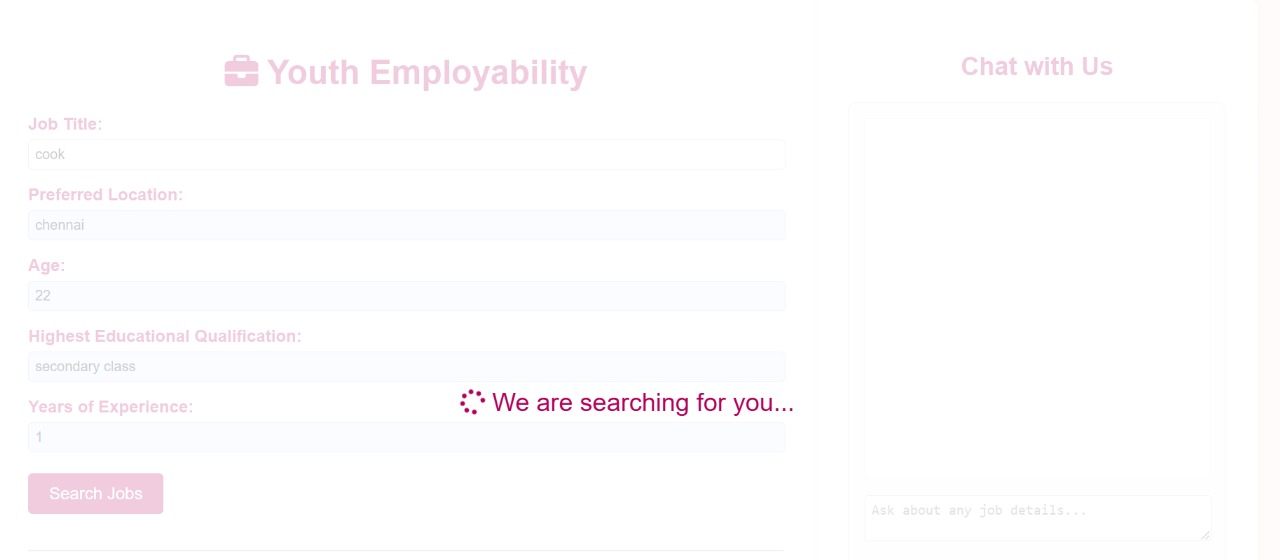 Youth Employability
Job Title:
cook
Preferred Location:
chennai
Age:
22
Highest Educational Qualification:
secondary class
We are searching for you...
Years of Experience:
1
Search Jobs
Chat with Us
Ask about any job details...